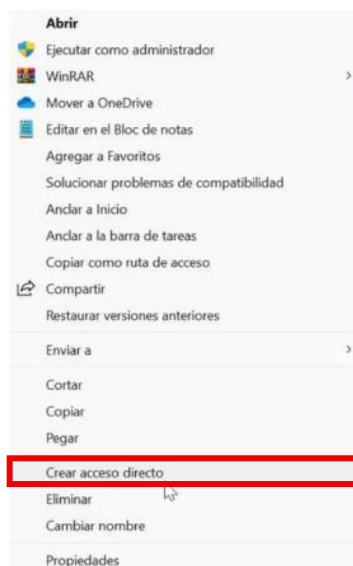 Abrir
Ejecutar como administrador
WinRAR
Mover a OneDrive
Editar en el Bloc de notas
Agregar a Favoritos
Solucionar problemas de compatibilidad
Anclar a Inicio
Anclar a la barra de tareas
Copiar como ruta de acceso
Compartir
Restaurar versiones anteriores
Enviar a
Cortar
Copiar
Pegar
Crear acceso directo
Eliminar
Cambiar nombre
Propiedades